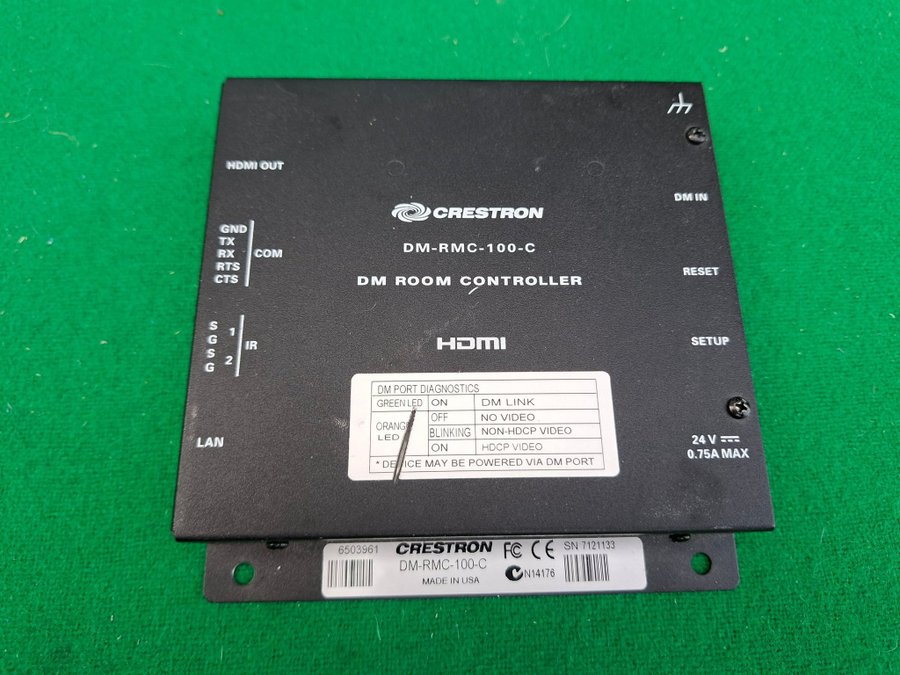 HDMI OUT
GND
TX
RX
RTS
CTS
COM
S
G
S
G
1
2
IR
LAN
CRESTRON
DM-RMC-100-C
DM ROOM CONTROLLER
HDMI
DM IN
RESET
SETUP
24 V
0.75A MAX
DM PORT DIAGNOSTICS
GREEN LED ON DM LINK
ORANGE LED
OFF NO VIDEO
BLINKING NON-HDCP VIDEO
ON HDCP VIDEO
* DEVICE MAY BE POWERED VIA DM PORT
6503961
CRESTRON
DM-RMC-100-C
MADE IN USA
FC CE
N14176
SN 7121133